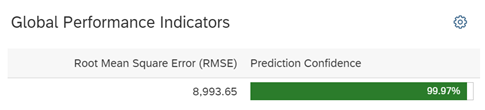 Global Performance Indicators
Root Mean Square Error (RMSE) Prediction Confidence
8,993.65 99.97%